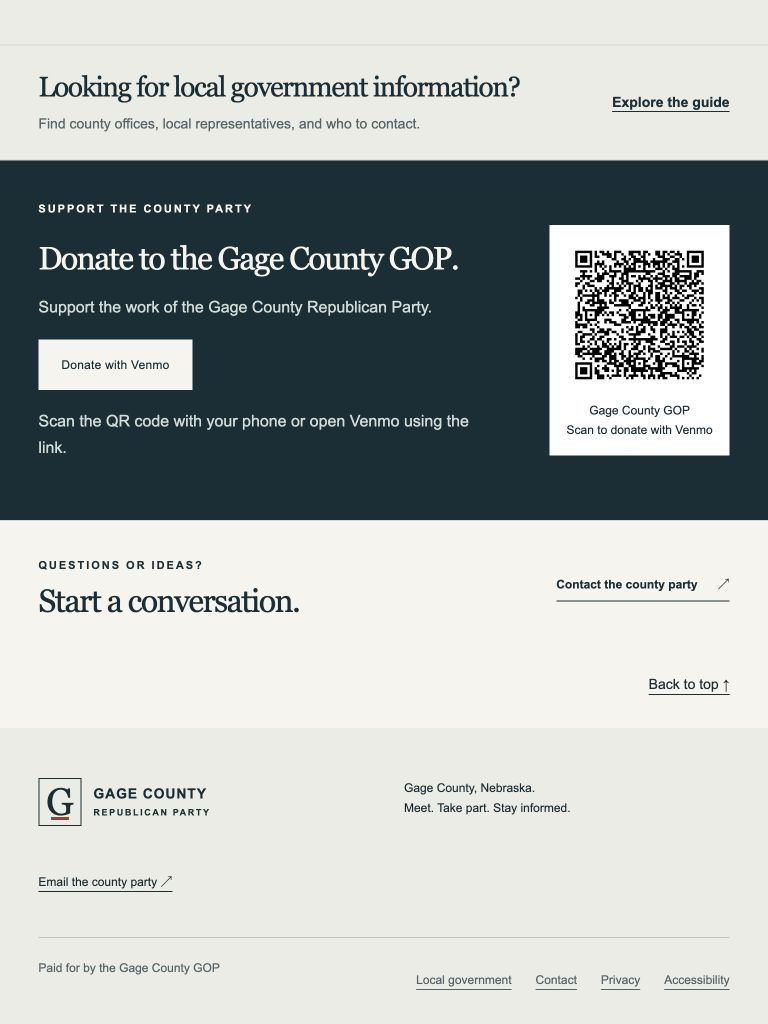 Looking for local government information?
Find county offices, local representatives, and who to contact.
Explore the guide
SUPPORT THE COUNTY PARTY
Donate to the Gage County GOP.
Support the work of the Gage County Republican Party.
Donate with Venmo
Scan the QR code with your phone or open Venmo using the
link.
Gage County GOP
Scan to donate with Venmo
QUESTIONS OR IDEAS?
Start a conversation.
Contact the county party ↗
Back to top ↑
G
GAGE COUNTY
REPUBLICAN PARTY
Gage County, Nebraska.
Meet. Take part. Stay informed.
Email the county party ↗
Paid for by the Gage County GOP
Local government Contact Privacy Accessibility